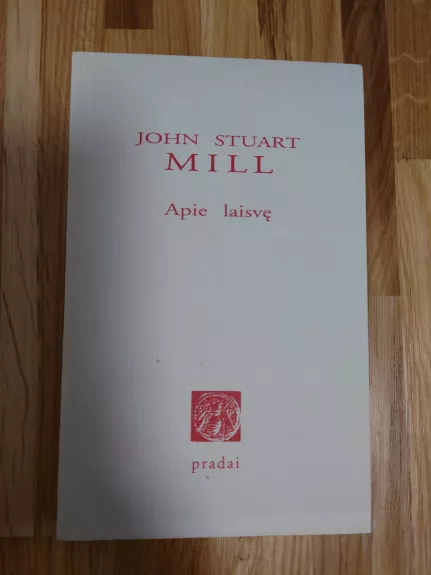 JOHN STUART
MILL
Apie laisvę
pradai